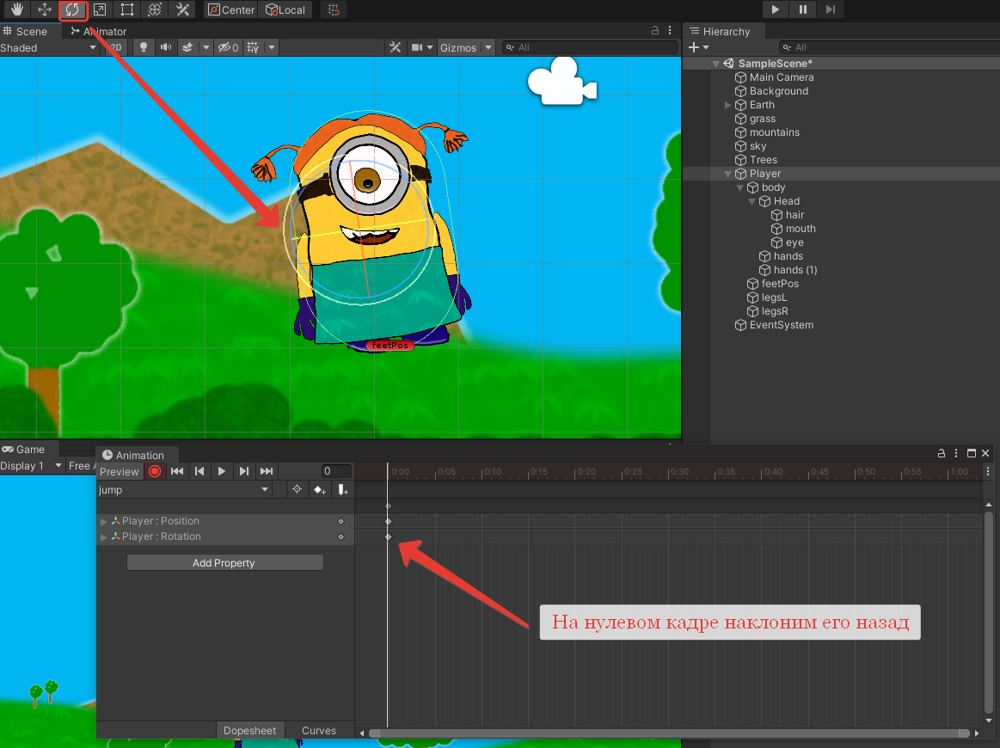 Center Local
Scene Animator
Shaded 2D 0 Gizmos All
Hierarchy
All
SampleScene*
Main Camera
Background
Earth
grass
mountains
sky
Trees
Player
body
Head
hair
mouth
eye
hands
hands (1)
feetPos
legsL
legsR
EventSystem
feetPos
Game
Display 1 Free A
Animation
Preview 0 0:00 0:05 0:10 0:15 0:20 0:25 0:30 0:35 0:40 0:45 0:50 0:55 1:00
jump
Player : Position
Player : Rotation
Add Property
На нулевом кадре наклоним его назад
Dopesheet Curves